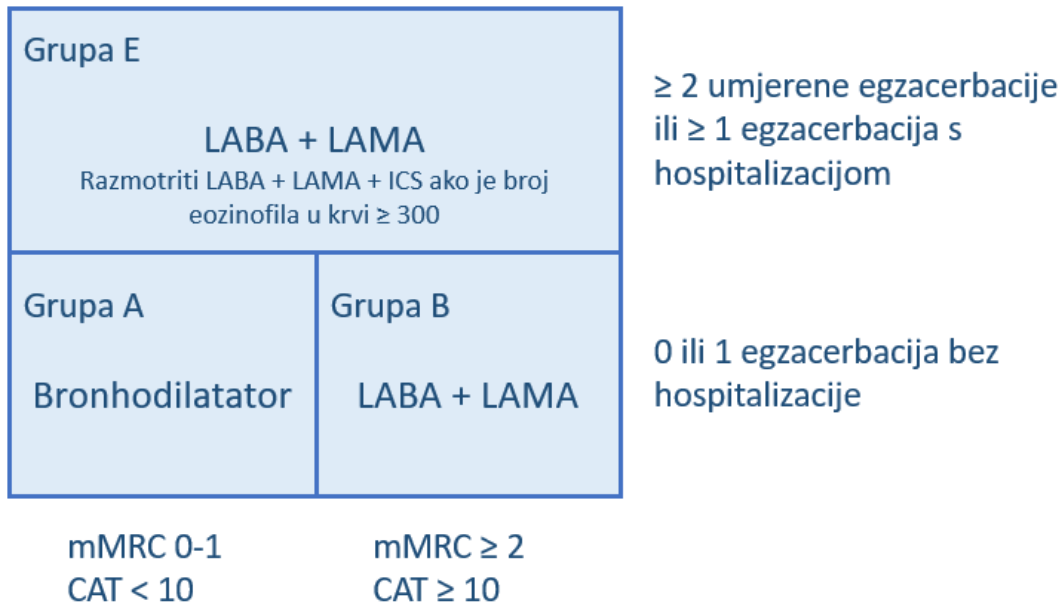 Grupa E
LABA + LAMA
Razmotriti LABA + LAMA + ICS ako je broj
eozinofila u krvi ≥ 300
≥ 2 umjerene egzacerbacije
ili ≥ 1 egzacerbacija s
hospitalizacijom
Grupa A
Bronhodilatator
Grupa B
LABA + LAMA
0 ili 1 egzacerbacija bez
hospitalizacije
mMRC 0-1
CAT < 10
mMRC ≥ 2
CAT ≥ 10